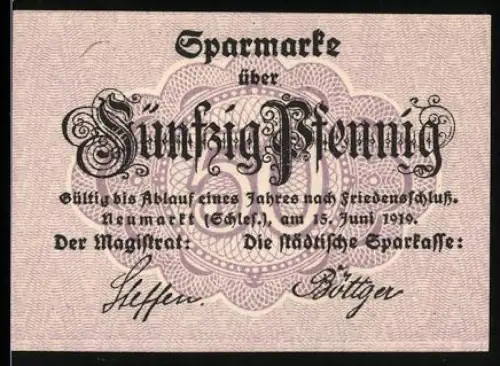 Sparmarke
über
Fünfzig Pfennig
50
Gültig bis Ablauf eines Jahres nach Friedensschluß.
Neumarkt (Schles.), am 15. Juni 1919.
Der Magistrat: Die städtische Sparkasse:
Steffen. Böttger